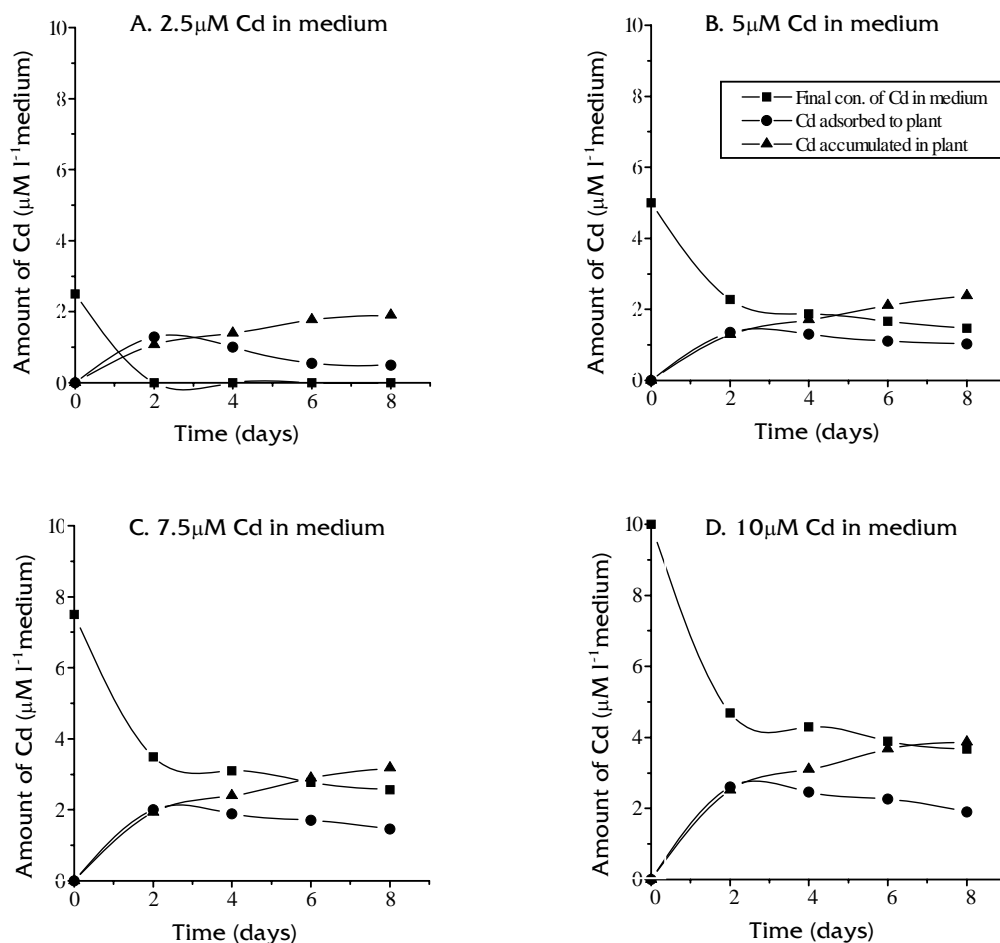 A. 2.5μM Cd in medium
10
8
6
4
2
0
0 2 4 6 8
Amount of Cd (μM l⁻¹medium)
Time (days)
B. 5μM Cd in medium
Final con. of Cd in medium
Cd adsorbed to plant
Cd accumulated in plant
10
8
6
4
2
0
0 2 4 6 8
Amount of Cd (μM l⁻¹medium)
Time (days)
C. 7.5μM Cd in medium
10
8
6
4
2
0
0 2 4 6 8
Amount of Cd (μM l⁻¹medium)
Time (days)
D. 10μM Cd in medium
10
8
6
4
2
0
0 2 4 6 8
Amount of Cd (μM l⁻¹medium)
Time (days)